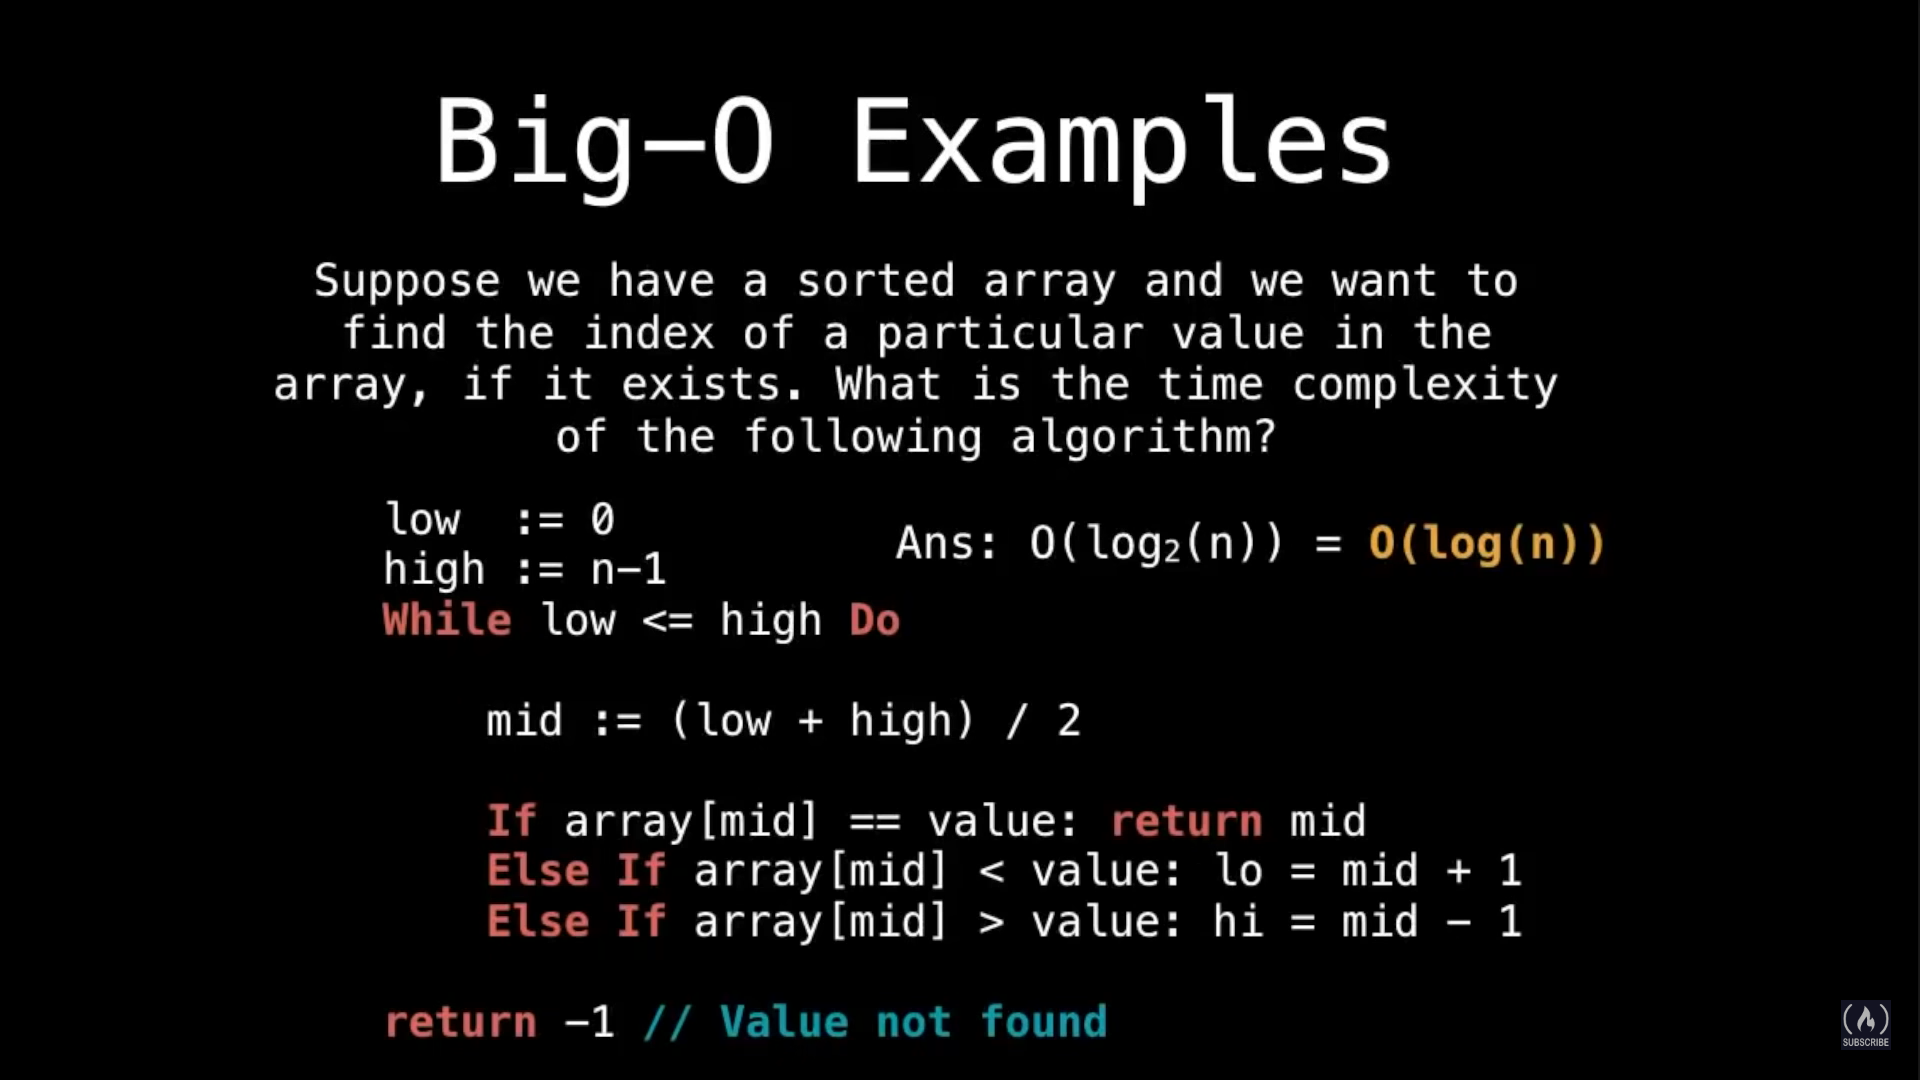 Big-O Examples
Suppose we have a sorted array and we want to
find the index of a particular value in the
array, if it exists. What is the time complexity
of the following algorithm?
low := 0
high := n-1
Ans: O(log₂(n)) = O(log(n))
While low <= high Do
mid := (low + high) / 2
If array[mid] == value: return mid
Else If array[mid] < value: lo = mid + 1
Else If array[mid] > value: hi = mid - 1
return -1 // Value not found
SUBSCRIBE